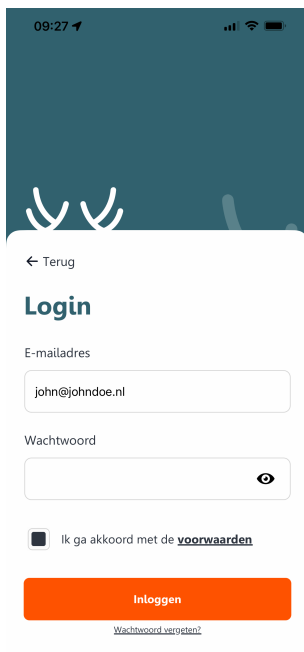 09:27
Terug
Login
E-mailadres
john@johndoe.nl
Wachtwoord
Ik ga akkoord met de voorwaarden
Inloggen
Wachtwoord vergeten?